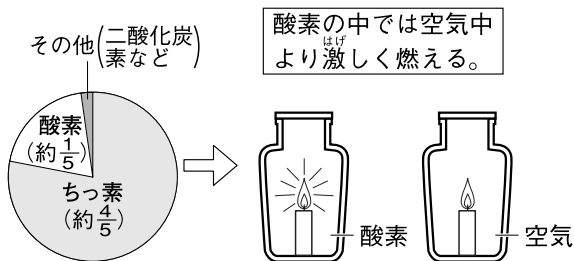 その他(二酸化炭
素など)
酸素
(約1/5)
ちっ素
(約4/5)
酸素の中では空気中
より激しく燃える。
はげ
酸素
空気